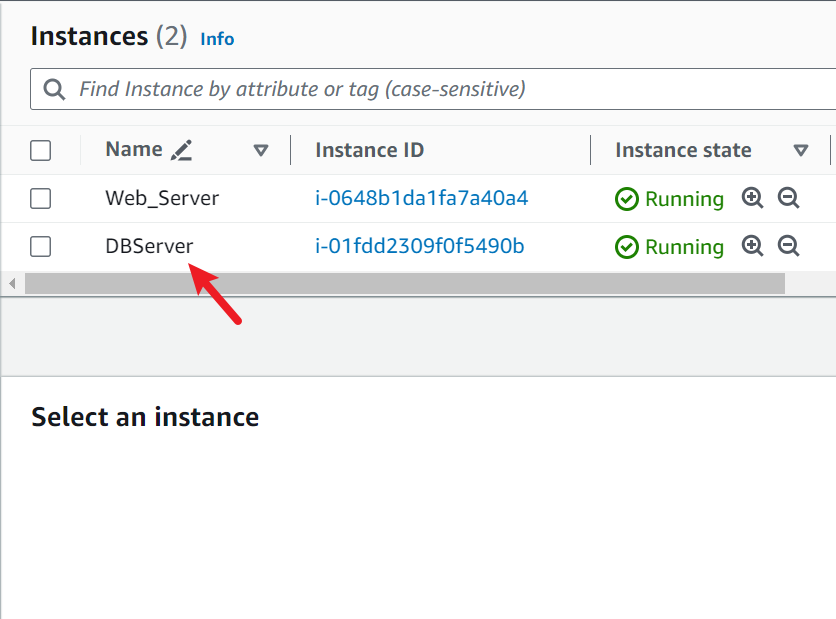 Instances (2) Info
Find Instance by attribute or tag (case-sensitive)
Name Instance ID Instance state
Web_Server i-0648b1da1fa7a40a4 Running
DBServer i-01fdd2309f0f5490b Running
Select an instance